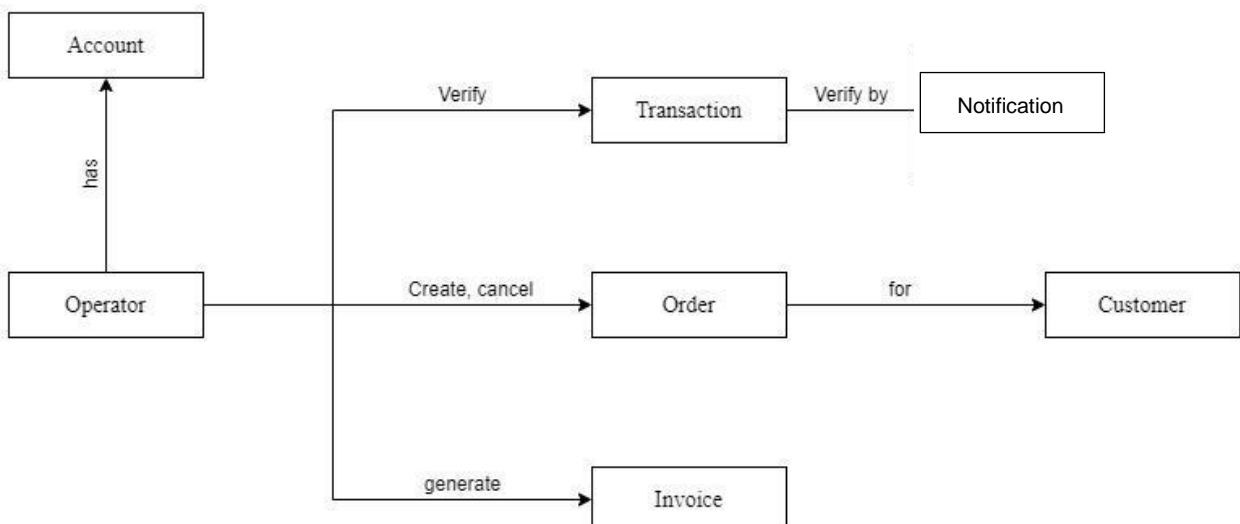 Account
Verify
Transaction
Verify by
Notification
has
Operator
Create, cancel
Order
for
Customer
generate
Invoice